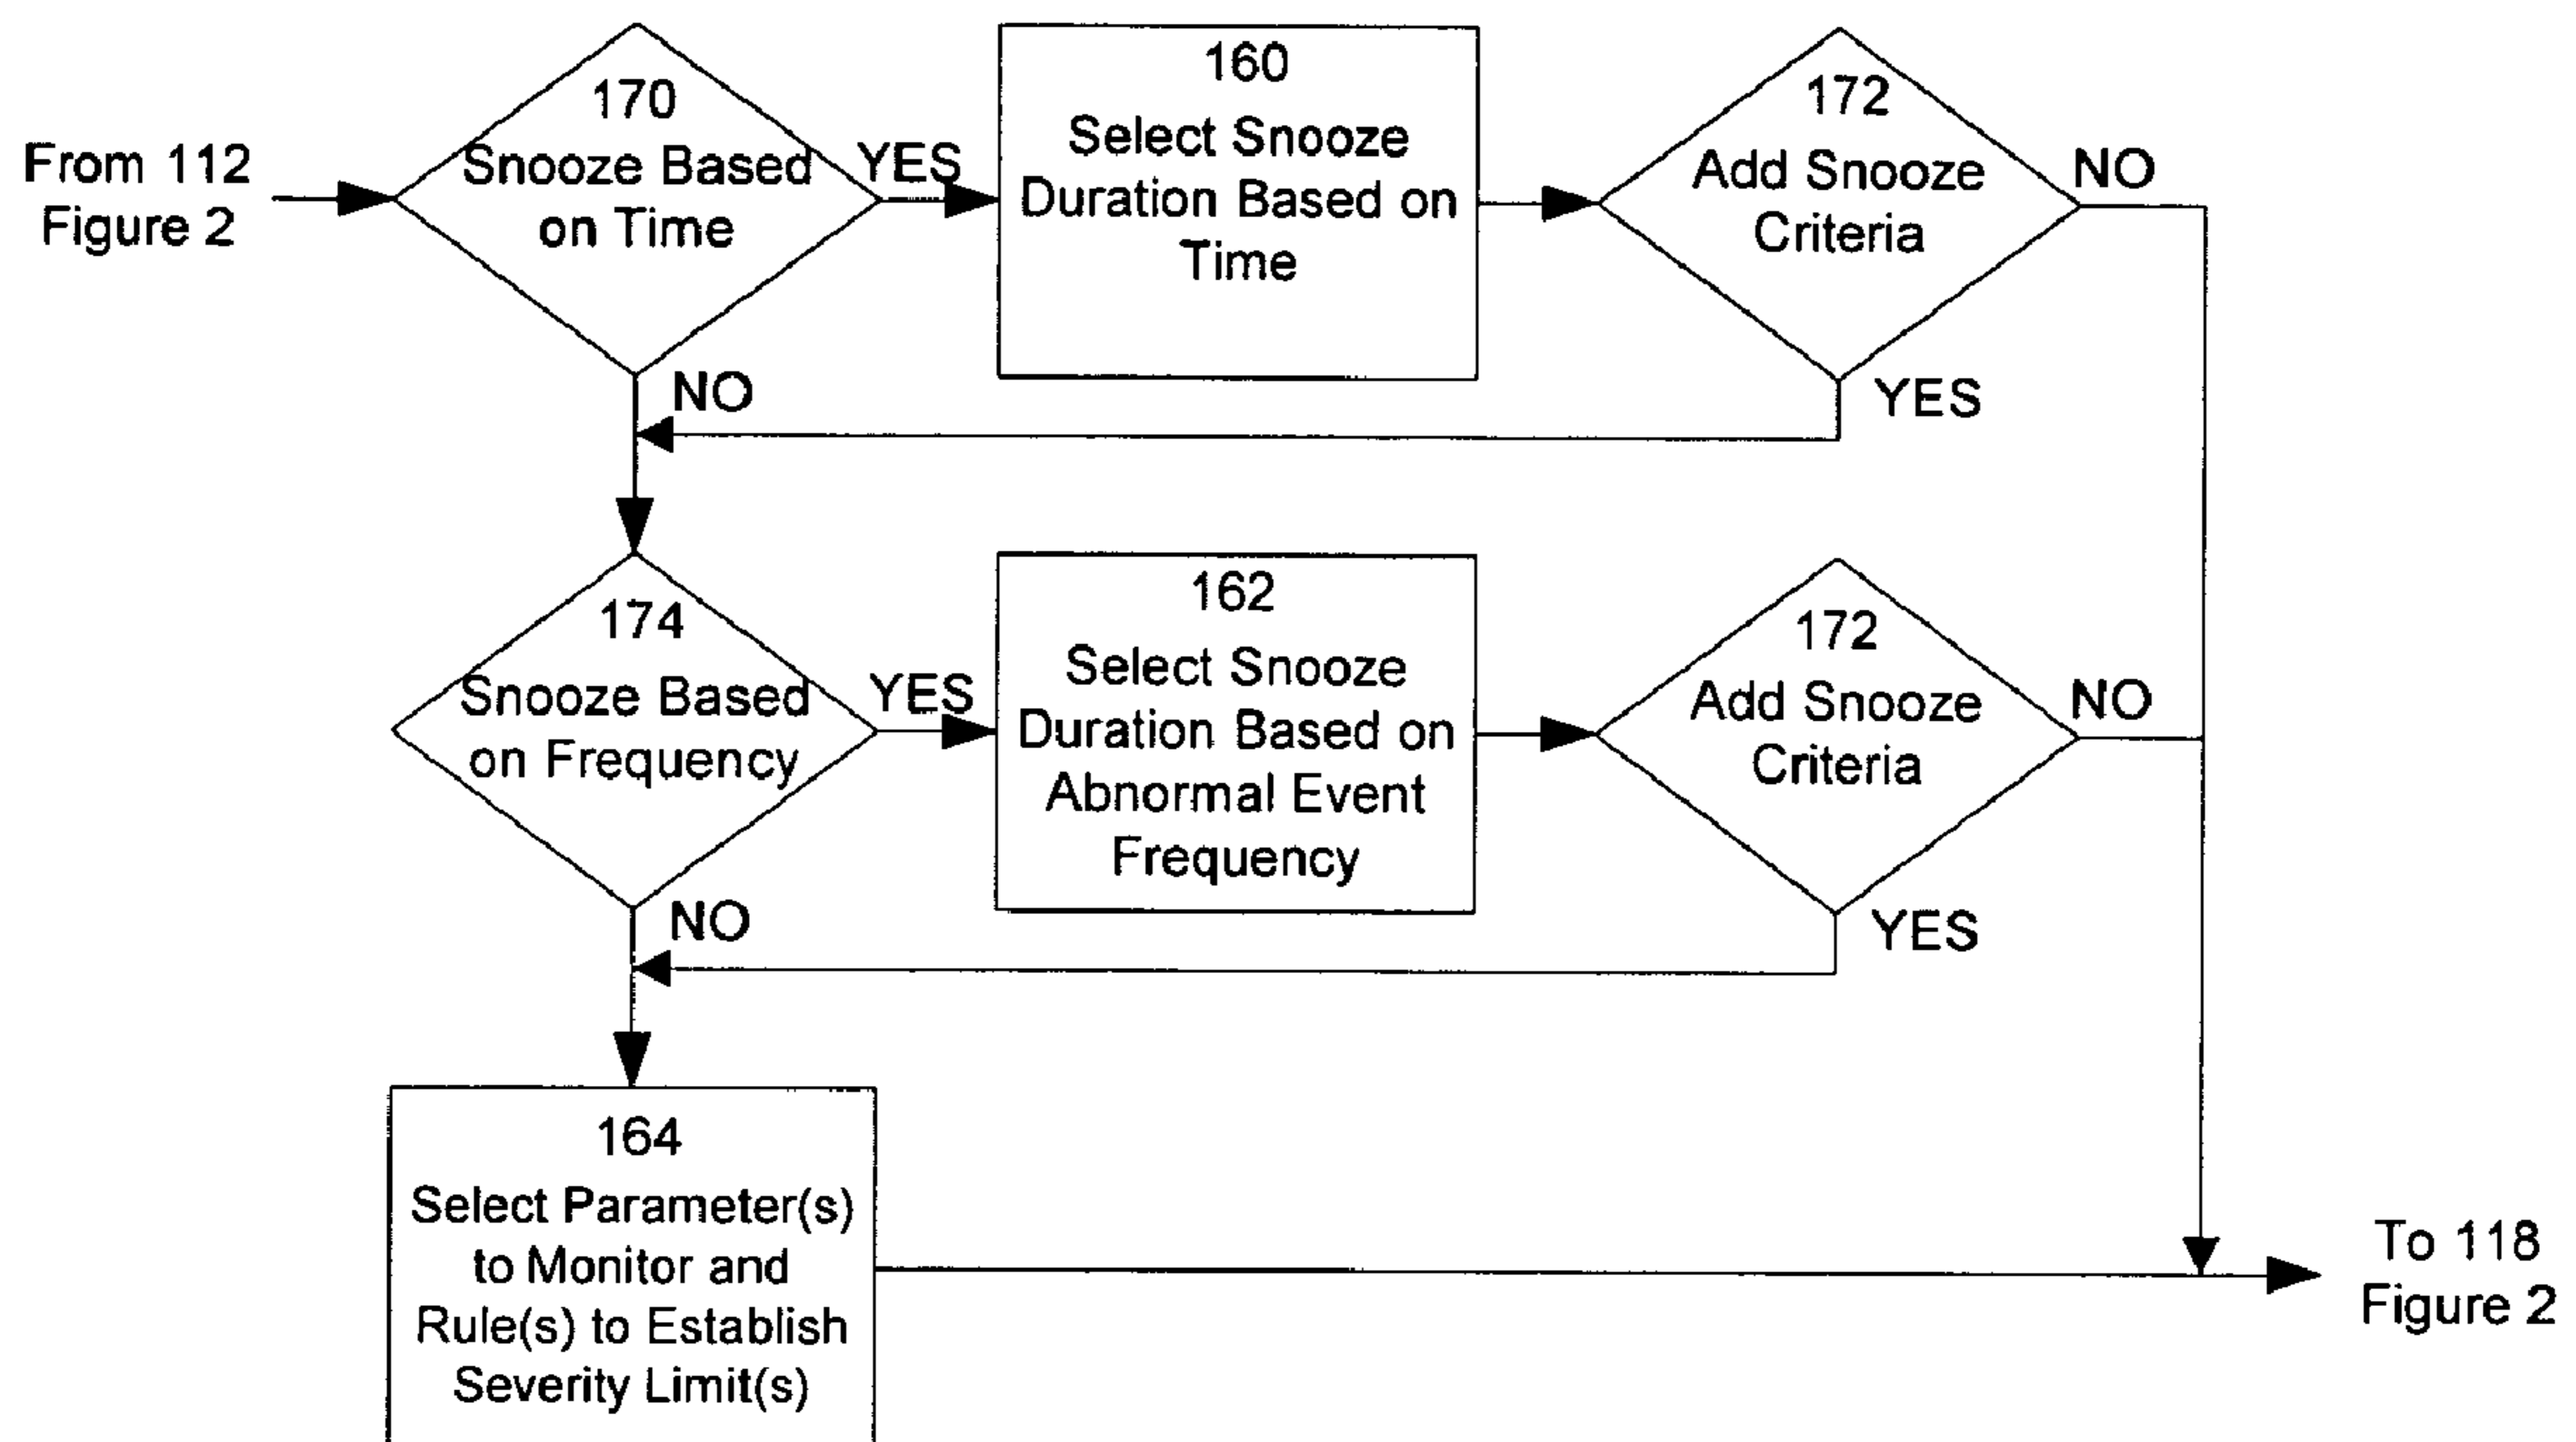 From 112
Figure 2
170
Snooze Based
on Time
YES
NO
160
Select Snooze
Duration Based on
Time
172
Add Snooze
Criteria
NO
YES
174
Snooze Based
on Frequency
YES
NO
162
Select Snooze
Duration Based on
Abnormal Event
Frequency
172
Add Snooze
Criteria
NO
YES
164
Select Parameter(s)
to Monitor and
Rule(s) to Establish
Severity Limit(s)
To 118
Figure 2